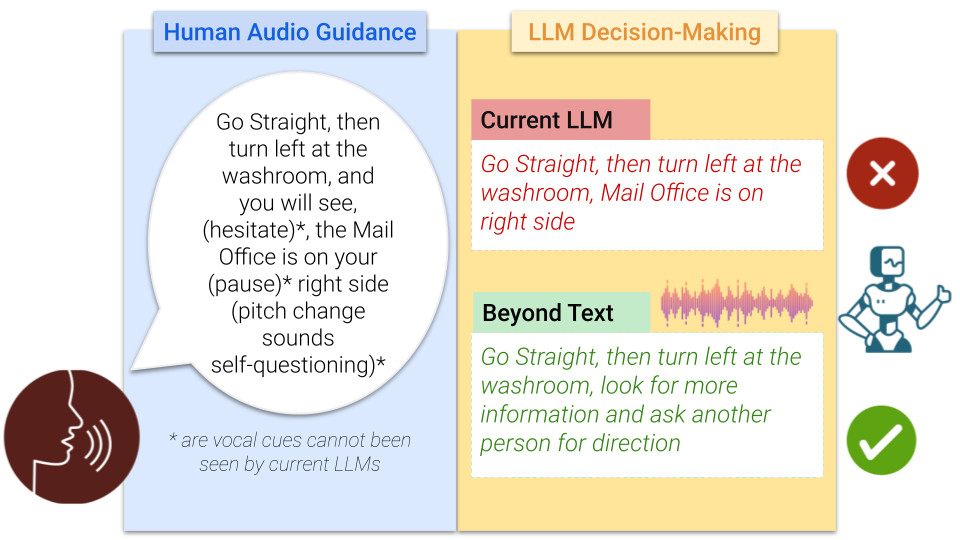 Human Audio Guidance
Go Straight, then
turn left at the
washroom, and
you will see,
(hesitate)*, the Mail
Office is on your
(pause)* right side
(pitch change
sounds
self-questioning)*
* are vocal cues cannot been
seen by current LLMs
LLM Decision-Making
Current LLM
Go Straight, then turn left at the
washroom, Mail Office is on
right side
Beyond Text
Go Straight, then turn left at the
washroom, look for more
information and ask another
person for direction